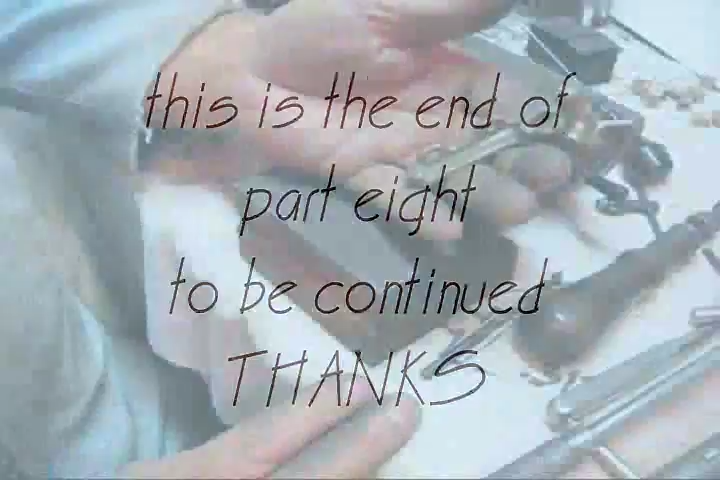 this is the end of
part eight
to be continued
THANKS